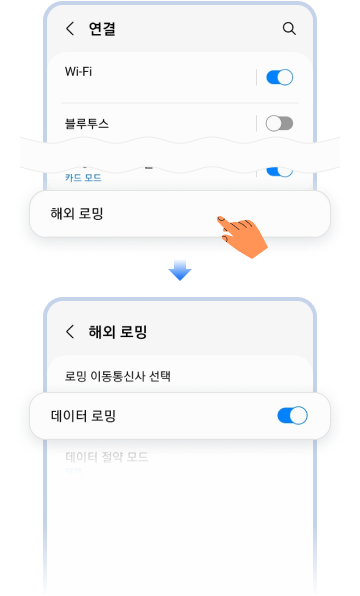 연결
Wi-Fi
블루투스
카드 모드
해외 로밍
해외 로밍
로밍 이동통신사 선택
데이터 로밍
데이터 절약 모드